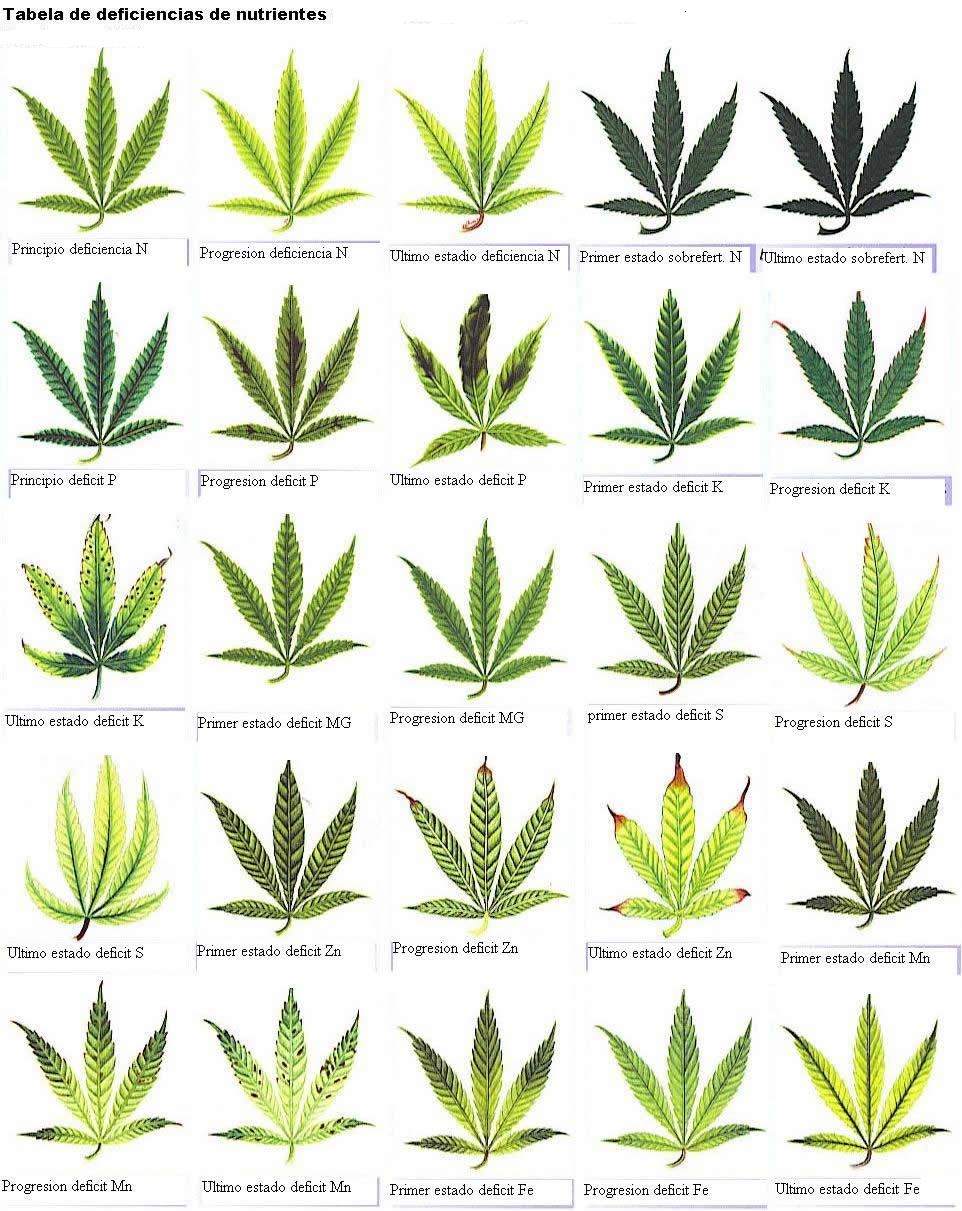 Tabela de deficiencias de nutrientes
Principio deficiencia N
Progresion deficiencia N
Ultimo estadio deficiencia N
Primer estado sobrefert. N
Ultimo estado sobrefert. N
Principio deficit P
Progresion deficit P
Ultimo estado deficit P
Primer estado deficit K
Progresion deficit K
Ultimo estado deficit K
Primer estado deficit MG
Progresion deficit MG
primer estado deficit S
Progresion deficit S
Ultimo estado deficit S
Primer estado deficit Zn
Progresion deficit Zn
Ultimo estado deficit Zn
Primer estado deficit Mn
Progresion deficit Mn
Ultimo estado deficit Mn
Primer estado deficit Fe
Progresion deficit Fe
Ultimo estado deficit Fe